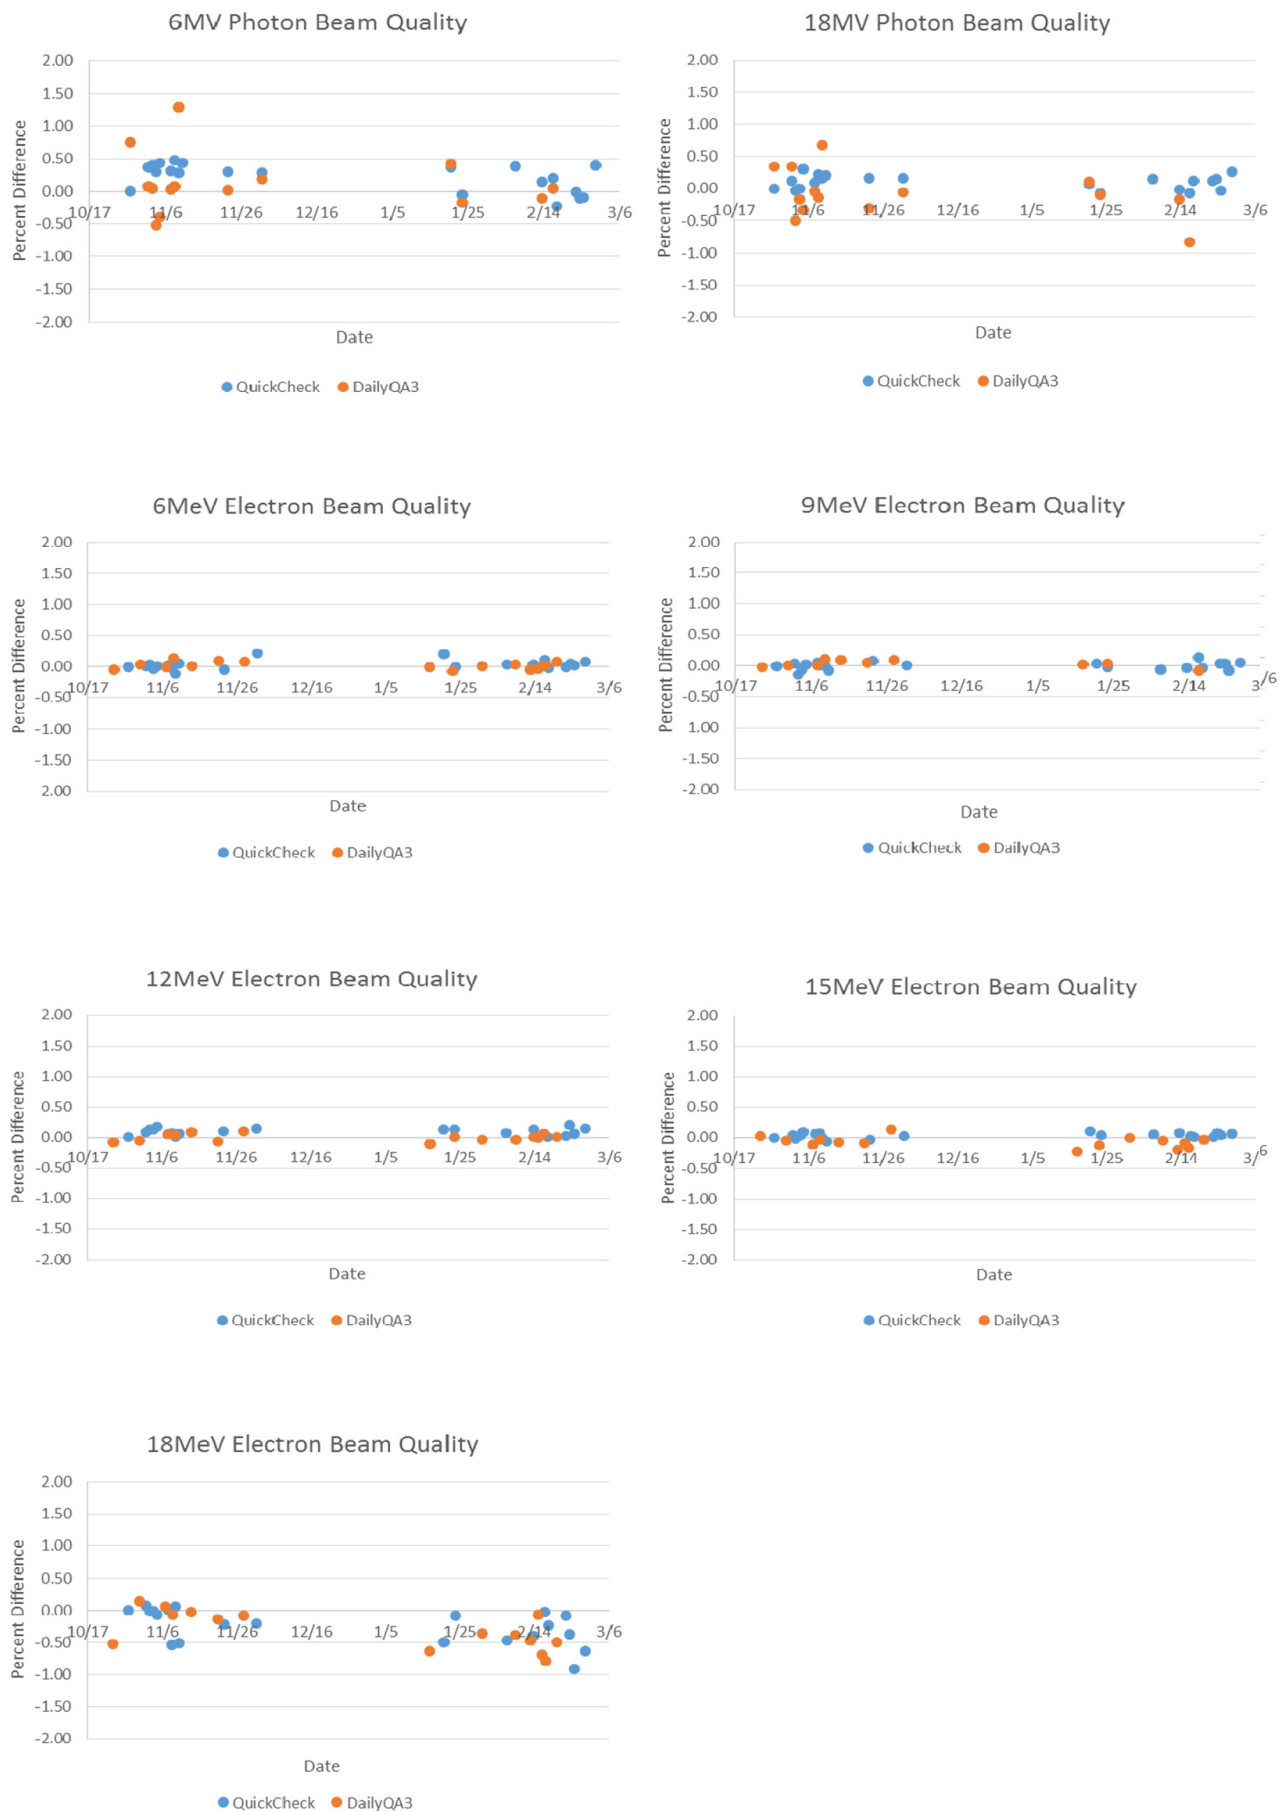 6MV Photon Beam Quality
2.00
1.50
1.00
0.50
0.00
-0.50
-1.00
-1.50
-2.00
10/17 11/6 11/26 12/16 1/5 1/25 2/14 3/6
Percent Difference
Date
QuickCheck DailyQA3
18MV Photon Beam Quality
2.00
1.50
1.00
0.50
0.00
-0.50
-1.00
-1.50
-2.00
10/17 11/6 11/26 12/16 1/5 1/25 2/14 3/6
Percent Difference
Date
QuickCheck DailyQA3
6MeV Electron Beam Quality
2.00
1.50
1.00
0.50
0.00
-0.50
-1.00
-1.50
-2.00
10/17 11/6 11/26 12/16 1/5 1/25 2/14 3/6
Percent Difference
Date
QuickCheck DailyQA3
9MeV Electron Beam Quality
2.00
1.50
1.00
0.50
0.00
-0.50
-1.00
-1.50
-2.00
10/17 11/6 11/26 12/16 1/5 1/25 2/14 3/6
Percent Difference
Date
QuickCheck DailyQA3
12MeV Electron Beam Quality
2.00
1.50
1.00
0.50
0.00
-0.50
-1.00
-1.50
-2.00
10/17 11/6 11/26 12/16 1/5 1/25 2/14 3/6
Percent Difference
Date
QuickCheck DailyQA3
15MeV Electron Beam Quality
2.00
1.50
1.00
0.50
0.00
-0.50
-1.00
-1.50
-2.00
10/17 11/6 11/26 12/16 1/5 1/25 2/14 3/6
Percent Difference
Date
QuickCheck DailyQA3
18MeV Electron Beam Quality
2.00
1.50
1.00
0.50
0.00
-0.50
-1.00
-1.50
-2.00
10/17 11/6 11/26 12/16 1/5 1/25 2/14 3/6
Percent Difference
Date
QuickCheck DailyQA3